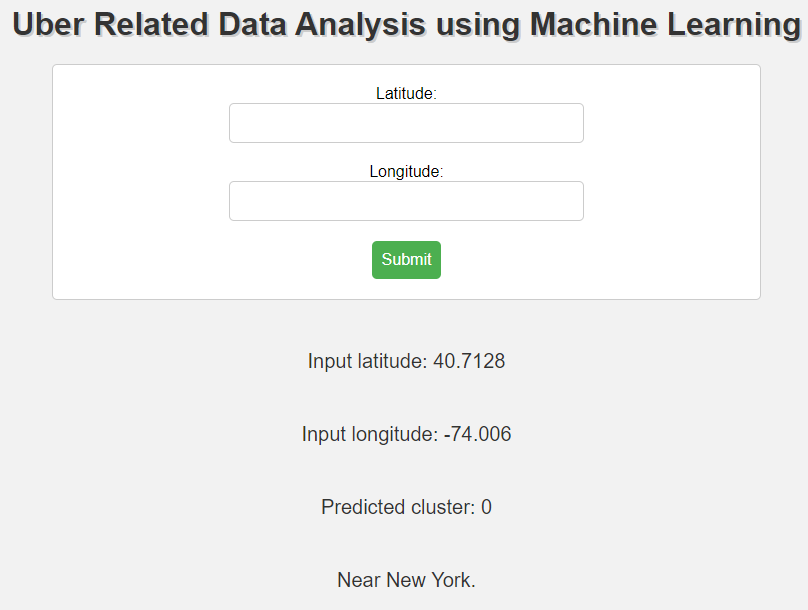 Uber Related Data Analysis using Machine Learning
Latitude:
Longitude:
Submit
Input latitude: 40.7128
Input longitude: -74.006
Predicted cluster: 0
Near New York.